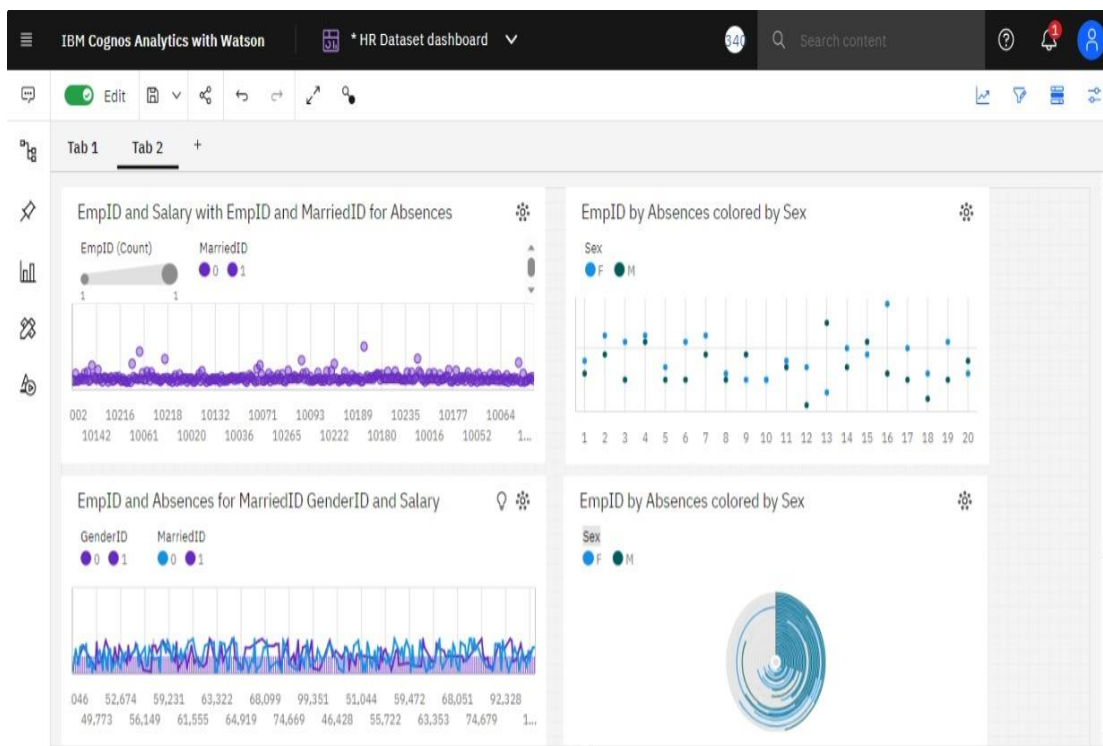 IBM Cognos Analytics with Watson
* HR Dataset dashboard
340
Search content
1
Edit
Tab 1 Tab 2 +
EmpID and Salary with EmpID and MarriedID for Absences
EmpID (Count) MarriedID
0 1
1 1
002 10216 10218 10132 10071 10093 10189 10235 10177 10064
10142 10061 10020 10036 10265 10222 10180 10016 10052 1...
EmpID by Absences colored by Sex
Sex
F M
1 2 3 4 5 6 7 8 9 10 11 12 13 14 15 16 17 18 19 20
EmpID and Absences for MarriedID GenderID and Salary
GenderID MarriedID
0 1 0 1
046 52,674 59,231 63,322 68,099 99,351 51,044 59,472 68,051 92,328
49,773 56,149 61,555 64,919 74,669 46,428 55,722 63,353 74,679 1...
EmpID by Absences colored by Sex
Sex
F M